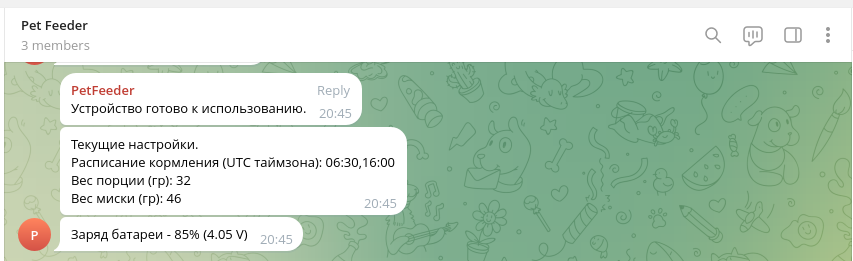 Pet Feeder
3 members
PetFeeder Reply
Устройство готово к использованию. 20:45
Текущие настройки.
Расписание кормления (UTC таймзона): 06:30,16:00
Вес порции (гр): 32
Вес миски (гр): 46
20:45
P
Заряд батареи - 85% (4.05 V) 20:45